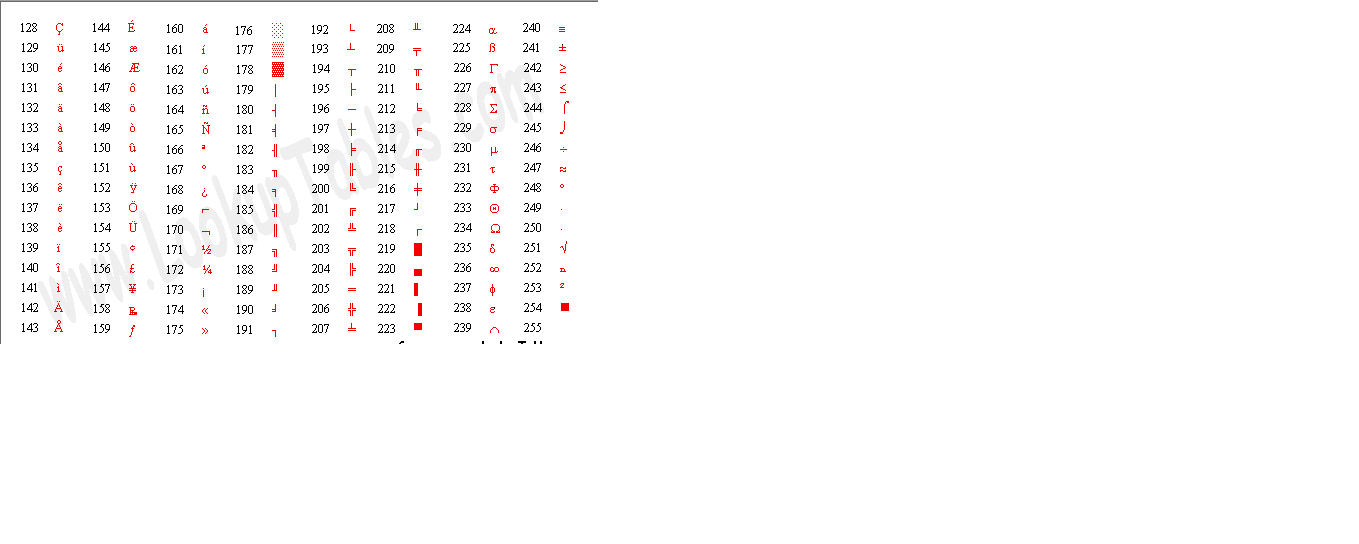 128 Ç 144 É 160 á 176 ░ 192 └ 208 ╨ 224 α 240 ≡
129 ü 145 æ 161 í 177 ▒ 193 ┴ 209 ╤ 225 ß 241 ±
130 é 146 Æ 162 ó 178 ▓ 194 ┬ 210 ╥ 226 Γ 242 ≥
131 â 147 ô 163 ú 179 │ 195 ├ 211 ╙ 227 π 243 ≤
132 ä 148 ö 164 ñ 180 ┤ 196 ─ 212 ╘ 228 Σ 244 ⌠
133 à 149 ò 165 Ñ 181 ╡ 197 ┼ 213 ╒ 229 σ 245 ⌡
134 å 150 û 166 ª 182 ╢ 198 ╞ 214 ╓ 230 µ 246 ÷
135 ç 151 ù 167 º 183 ╖ 199 ╟ 215 ╫ 231 τ 247 ≈
136 ê 152 ÿ 168 ¿ 184 ╕ 200 ╚ 216 ╪ 232 Φ 248 °
137 ë 153 Ö 169 ⌐ 185 ╣ 201 ╔ 217 ┘ 233 Θ 249 ∙
138 è 154 Ü 170 ¬ 186 ║ 202 ╩ 218 ┌ 234 Ω 250 ·
139 ï 155 ¢ 171 ½ 187 ╗ 203 ╦ 219 █ 235 δ 251 √
140 î 156 £ 172 ¼ 188 ╝ 204 ╠ 220 ▄ 236 ∞ 252 ⁿ
141 ì 157 ¥ 173 ¡ 189 ╜ 205 ═ 221 ▌ 237 φ 253 ²
142 Ä 158 ₧ 174 « 190 ╛ 206 ╬ 222 ▐ 238 ε 254 ■
143 Å 159 ƒ 175 » 191 ┐ 207 ╧ 223 ▀ 239 ∩ 255
www.LookupTables.com